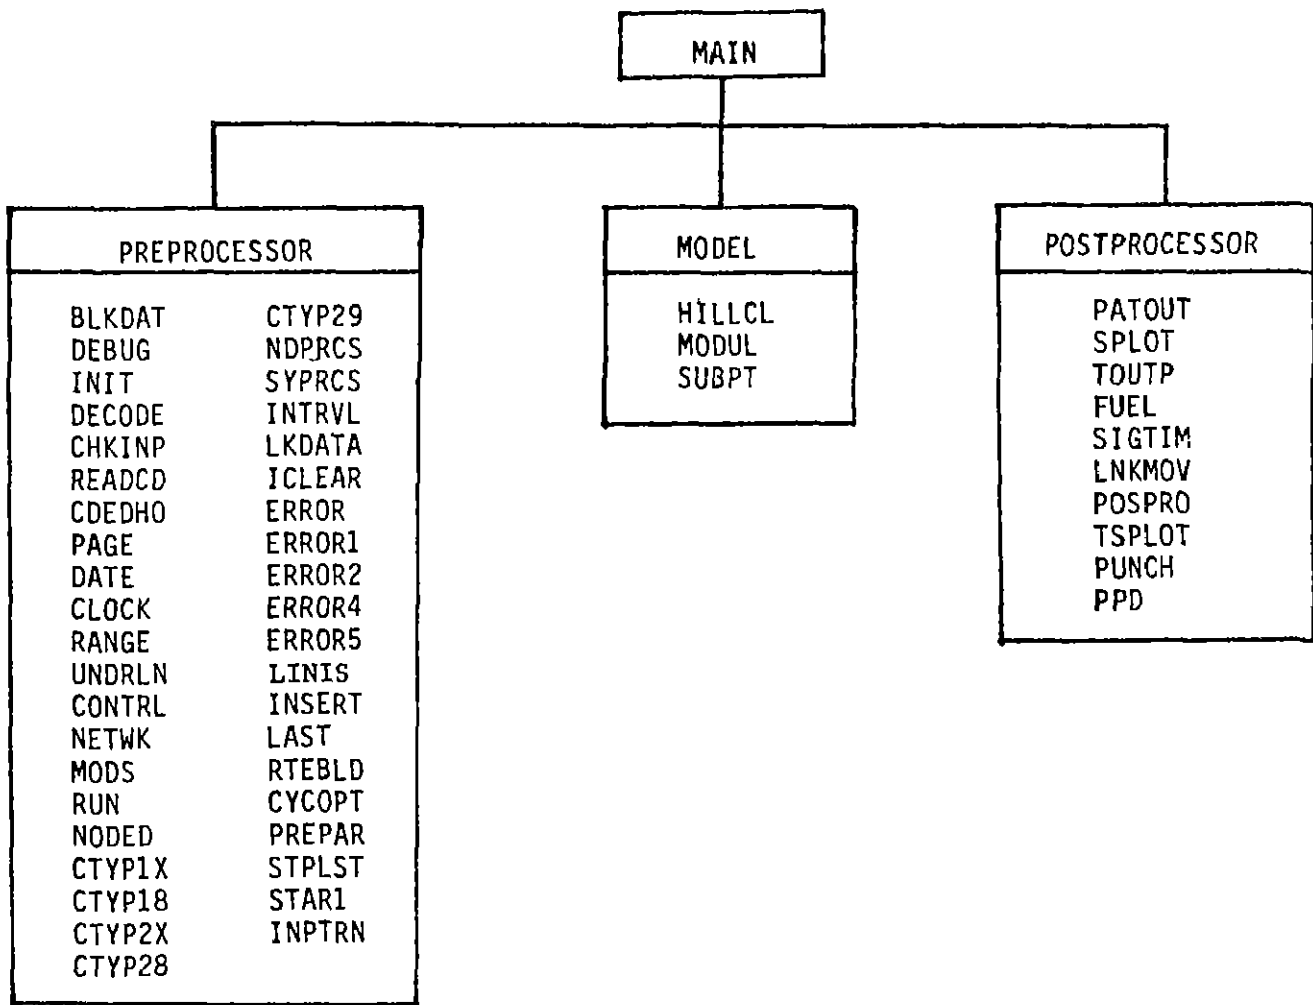 MAIN
PREPROCESSOR
BLKDAT CTYP29
DEBUG NDPRCS
INIT SYPRCS
DECODE INTRVL
CHKINP LKDATA
READCD ICLEAR
CDEDHO ERROR
PAGE ERROR1
DATE ERROR2
CLOCK ERROR4
RANGE ERROR5
UNDRLN LINIS
CONTRL INSERT
NETWK LAST
MODS RTEBLD
RUN CYCOPT
NODED PREPAR
CTYP1X STPLST
CTYP18 STAR1
CTYP2X INPTRN
CTYP28
MODEL
HILLCL
MODUL
SUBPT
POSTPROCESSOR
PATOUT
SPLOT
TOUTP
FUEL
SIGTIM
LNKMOV
POSPRO
TSPLOT
PUNCH
PPD